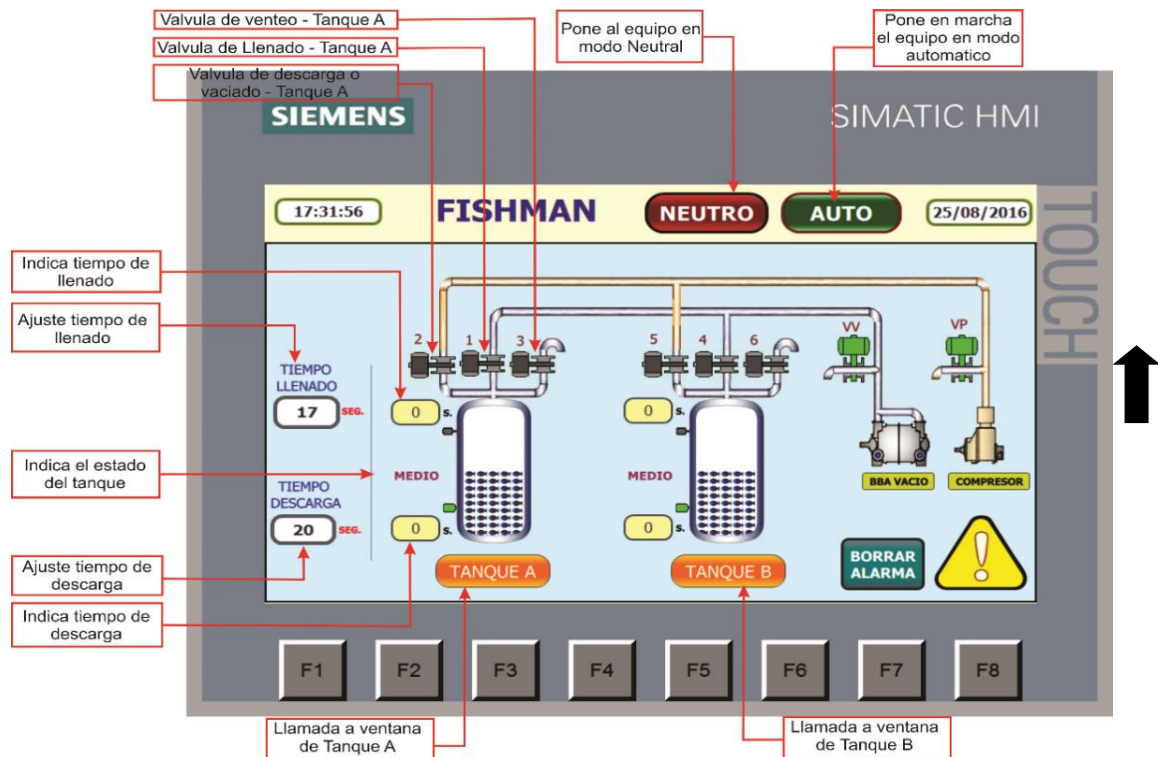 Valvula de venteo - Tanque A
Valvula de Llenado - Tanque A
Valvula de descarga o
vaciado - Tanque A
Pone al equipo en
modo Neutral
Pone en marcha
el equipo en modo
automatico
SIEMENS
SIMATIC HMI
TOUCH
17:31:56
FISHMAN
NEUTRO
AUTO
25/08/2016
Indica tiempo de
llenado
Ajuste tiempo de
llenado
Indica el estado
del tanque
Ajuste tiempo de
descarga
Indica tiempo de
descarga
2
1
3
5
4
6
VV
VP
TIEMPO
LLENADO
17 SEG.
0 s.
0 s.
MEDIO
MEDIO
TIEMPO
DESCARGA
20 SEG.
0 s.
0 s.
BBA VACIO
COMPRESOR
TANQUE A
TANQUE B
BORRAR
ALARMA
!
F1
F2
F3
F4
F5
F6
F7
F8
Llamada a ventana
de Tanque A
Llamada a ventana
de Tanque B